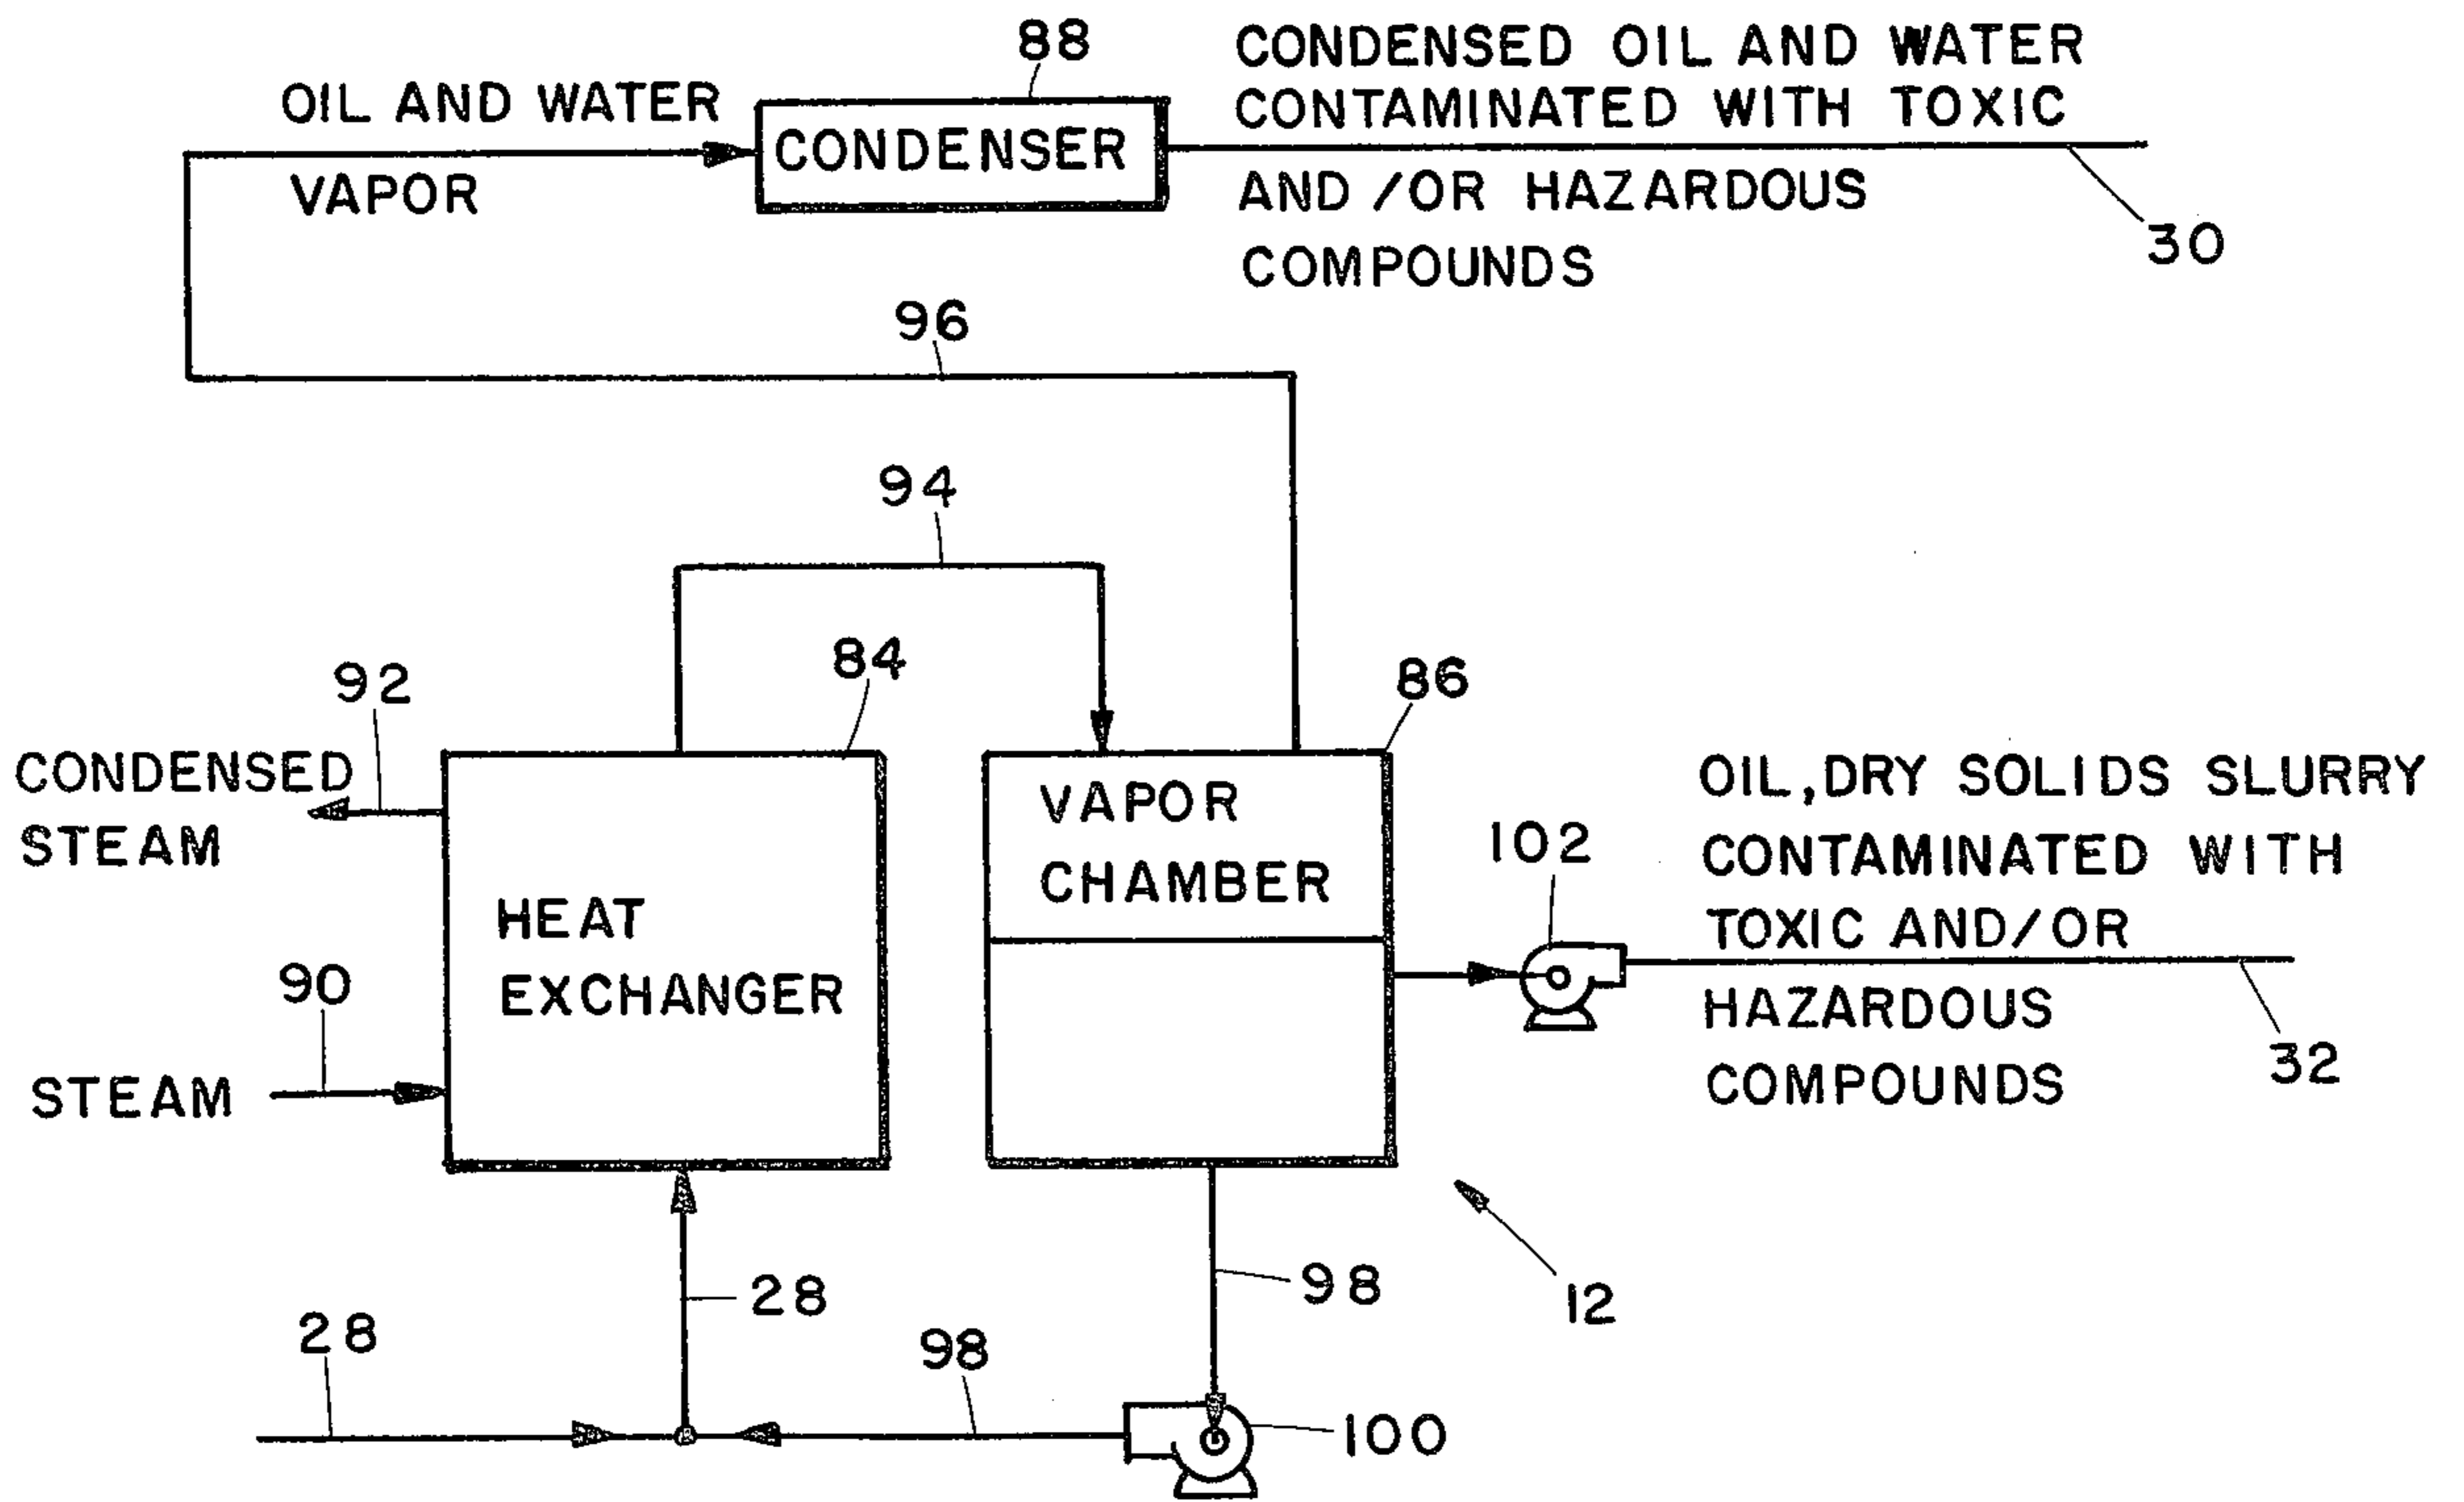 88
CONDENSED OIL AND WATER
OIL AND WATER
CONTAMINATED WITH TOXIC
CONDENSER
VAPOR
AND/OR HAZARDOUS
30
COMPOUNDS
96
94
84
92
86
CONDENSED
STEAM
VAPOR
CHAMBER
OIL, DRY SOLIDS SLURRY
102
CONTAMINATED WITH
TOXIC AND/OR
HEAT
EXCHANGER
90
HAZARDOUS
32
STEAM
COMPOUNDS
28
98
12
28
98
100